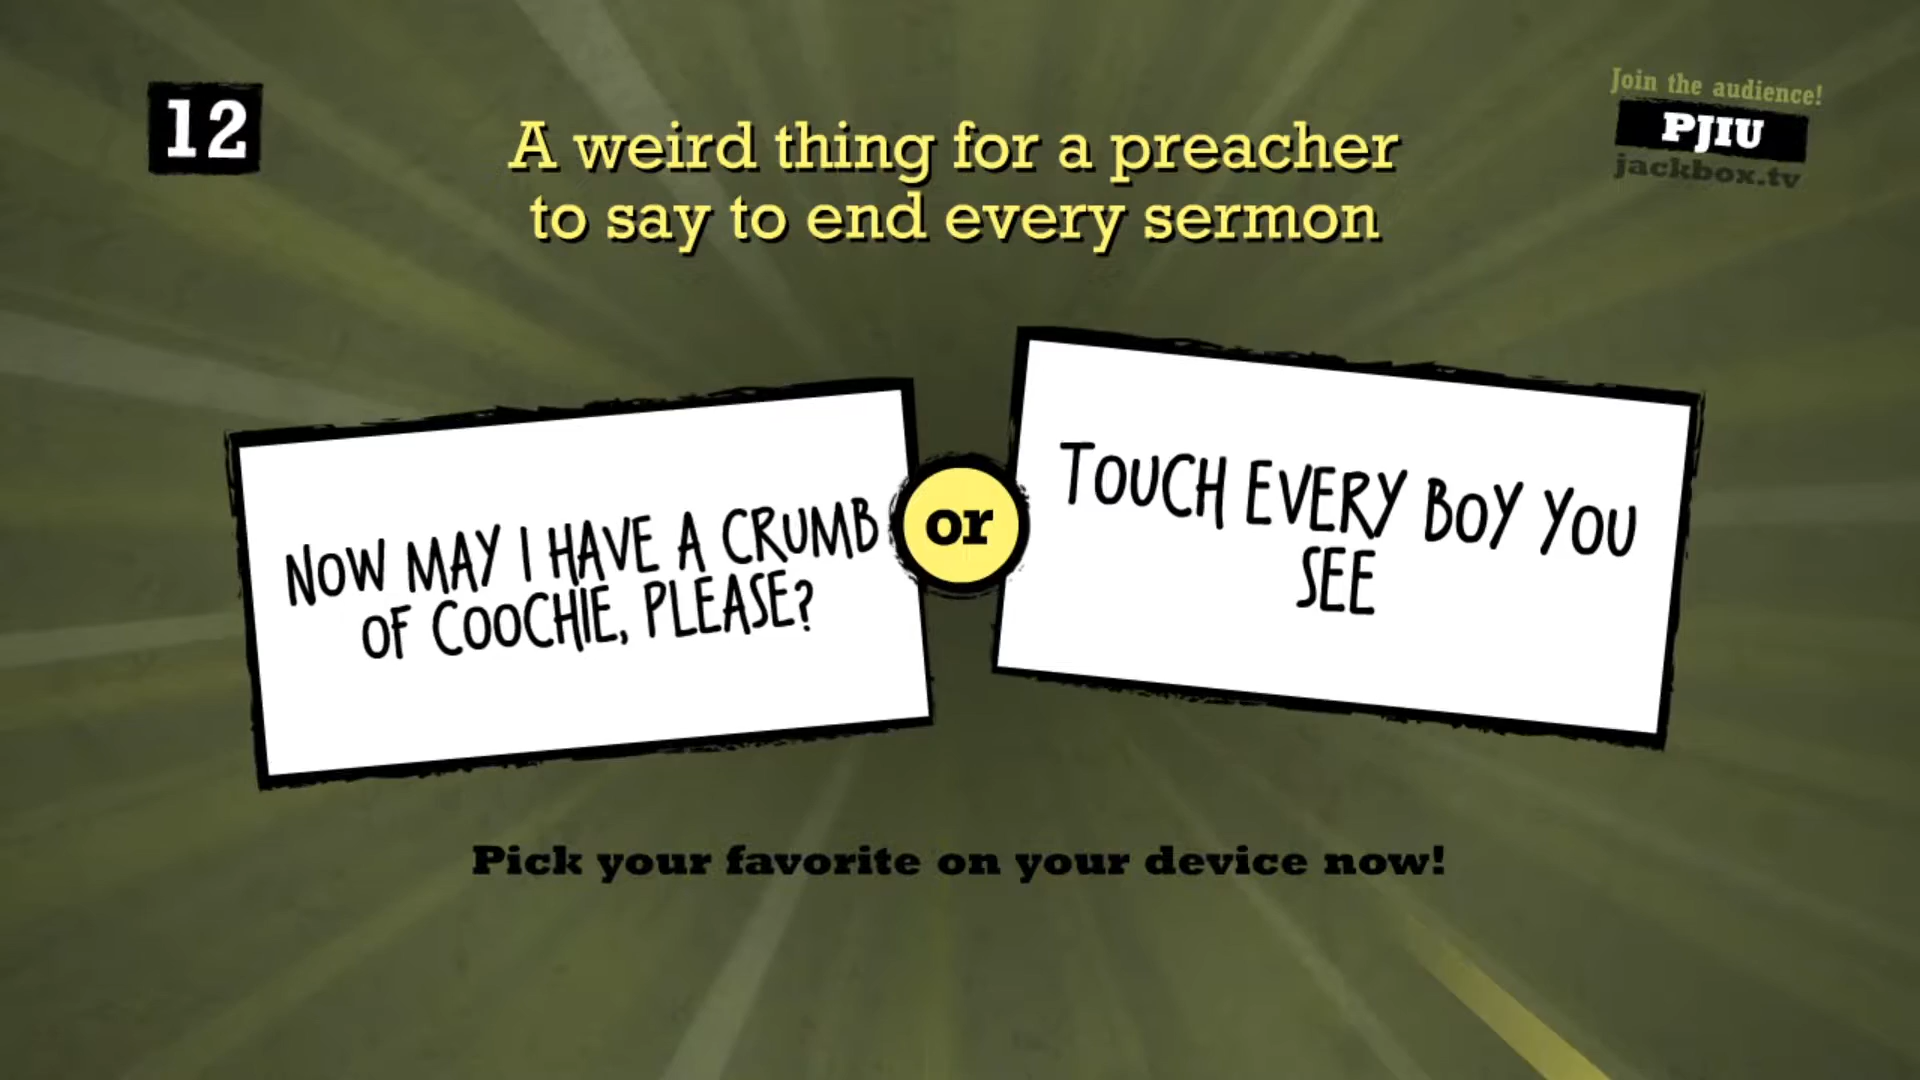 12
A weird thing for a preacher
to say to end every sermon
Join the audience!
PJIU
jackbox.tv
NOW MAY I HAVE A CRUMB
OF COOCHIE, PLEASE?
or
TOUCH EVERY BOY YOU
SEE
Pick your favorite on your device now!